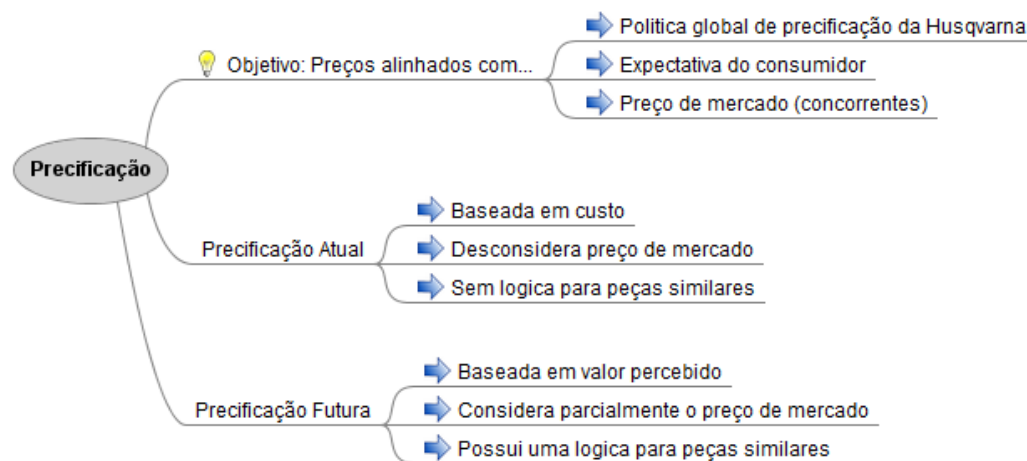 Politica global de precificação da Husqvarna
Objetivo: Preços alinhados com...
Expectativa do consumidor
Preço de mercado (concorrentes)
Precificação
Baseada em custo
Precificação Atual
Desconsidera preço de mercado
Sem logica para peças similares
Baseada em valor percebido
Precificação Futura
Considera parcialmente o preço de mercado
Possui uma logica para peças similares